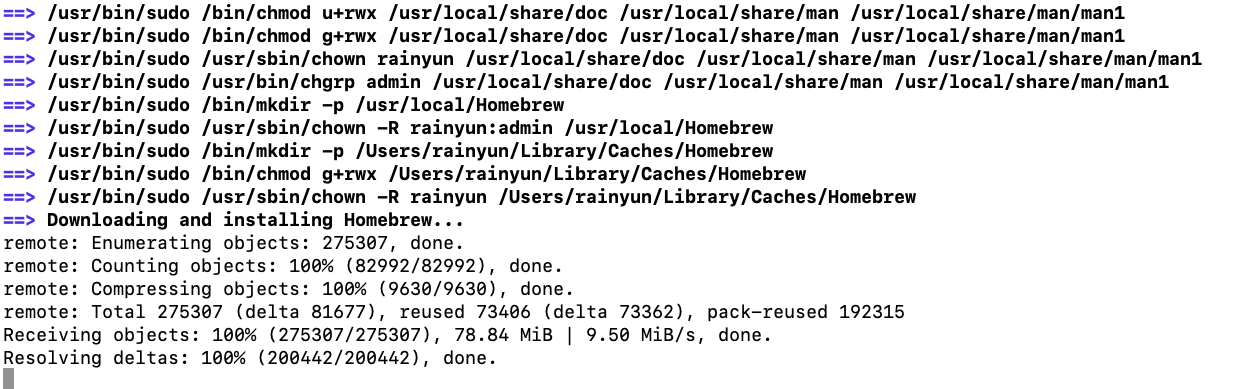 ==> /usr/bin/sudo /bin/chmod u+rwx /usr/local/share/doc /usr/local/share/man /usr/local/share/man/man1
==> /usr/bin/sudo /bin/chmod g+rwx /usr/local/share/doc /usr/local/share/man /usr/local/share/man/man1
==> /usr/bin/sudo /usr/sbin/chown rainyun /usr/local/share/doc /usr/local/share/man /usr/local/share/man/man1
==> /usr/bin/sudo /usr/bin/chgrp admin /usr/local/share/doc /usr/local/share/man /usr/local/share/man/man1
==> /usr/bin/sudo /bin/mkdir -p /usr/local/Homebrew
==> /usr/bin/sudo /usr/sbin/chown -R rainyun:admin /usr/local/Homebrew
==> /usr/bin/sudo /bin/mkdir -p /Users/rainyun/Library/Caches/Homebrew
==> /usr/bin/sudo /bin/chmod g+rwx /Users/rainyun/Library/Caches/Homebrew
==> /usr/bin/sudo /usr/sbin/chown -R rainyun /Users/rainyun/Library/Caches/Homebrew
==> Downloading and installing Homebrew...
remote: Enumerating objects: 275307, done.
remote: Counting objects: 100% (82992/82992), done.
remote: Compressing objects: 100% (9630/9630), done.
remote: Total 275307 (delta 81677), reused 73406 (delta 73362), pack-reused 192315
Receiving objects: 100% (275307/275307), 78.84 MiB | 9.50 MiB/s, done.
Resolving deltas: 100% (200442/200442), done.